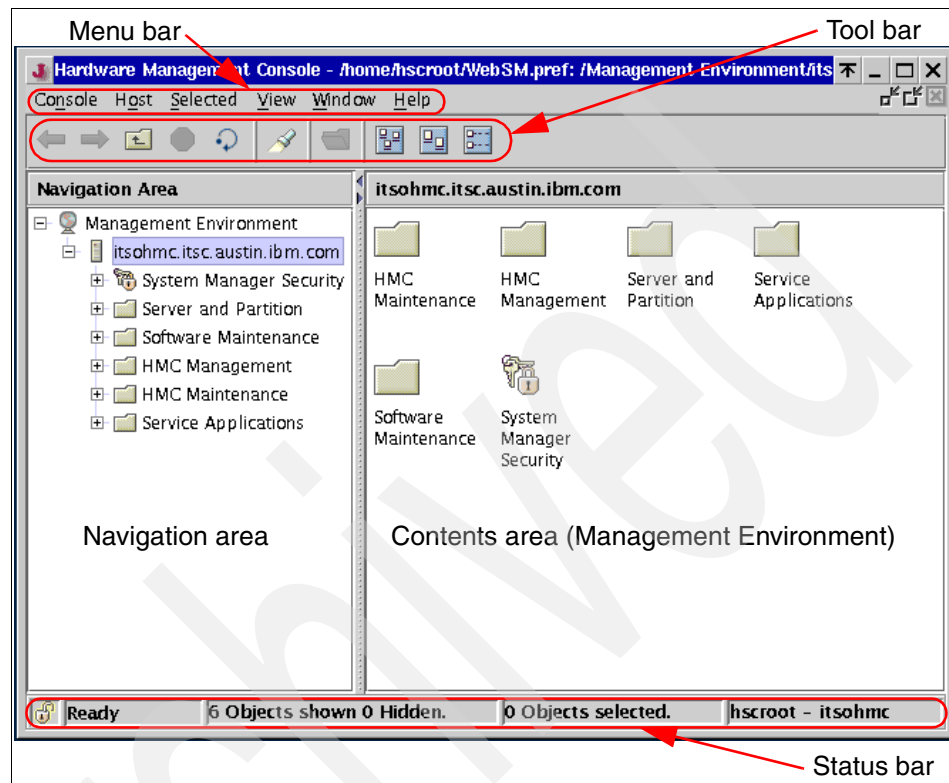 Menu bar
Tool bar
Hardware Management Console - /home/hscroot/WebSM.pref: /Management Environment/its
Console Host Selected View Window Help
Navigation Area
itsohmc.itsc.austin.ibm.com
Management Environment
itsohmc.itsc.austin.ibm.com
System Manager Security
Server and Partition
Software Maintenance
HMC Management
HMC Maintenance
Service Applications
HMC
Maintenance
HMC
Management
Server and
Partition
Service
Applications
Software
Maintenance
System
Manager
Security
Navigation area
Contents area (Management Environment)
Ready
6 Objects shown 0 Hidden.
0 Objects selected.
hscroot - itsohmc
Status bar
Archived